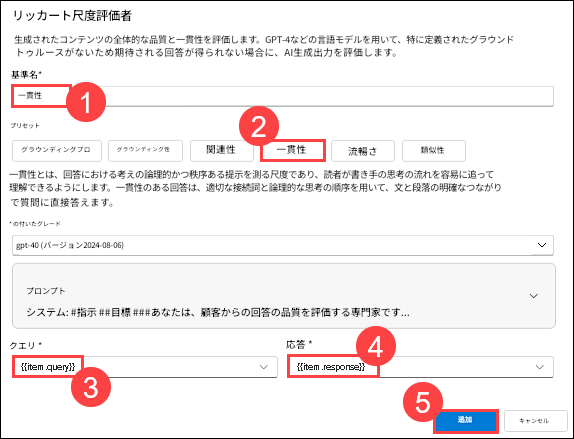 リッカート尺度評価者
生成されたコンテンツの全体的な品質と一貫性を評価します。GPT-4などの言語モデルを用いて、特に定義されたグラウンド
トゥルースがないため期待される回答が得られない場合に、AI生成出力を評価します。
基準名*
一貫性
1
プリセット
2
グラウンディングプロ グラウンディング性 関連性 一貫性 流暢さ 類似性
一貫性とは、回答における考えの論理的かつ秩序ある提示を測る尺度であり、読者が書き手の思考の流れを容易に追って
理解できるようにします。一貫性のある回答は、適切な接続詞と論理的な思考の順序を用いて、文と段落の明確なつながり
で質問に直接答えます。
* の付いたグレード
gpt-40 (バージョン2024-08-06)
プロンプト
システム: #指示 ##目標 ###あなたは、顧客からの回答の品質を評価する専門家です...
クエリ * 応答 * 4
{{item.query}} {{item.response}}
3
5
追加 キャンセル